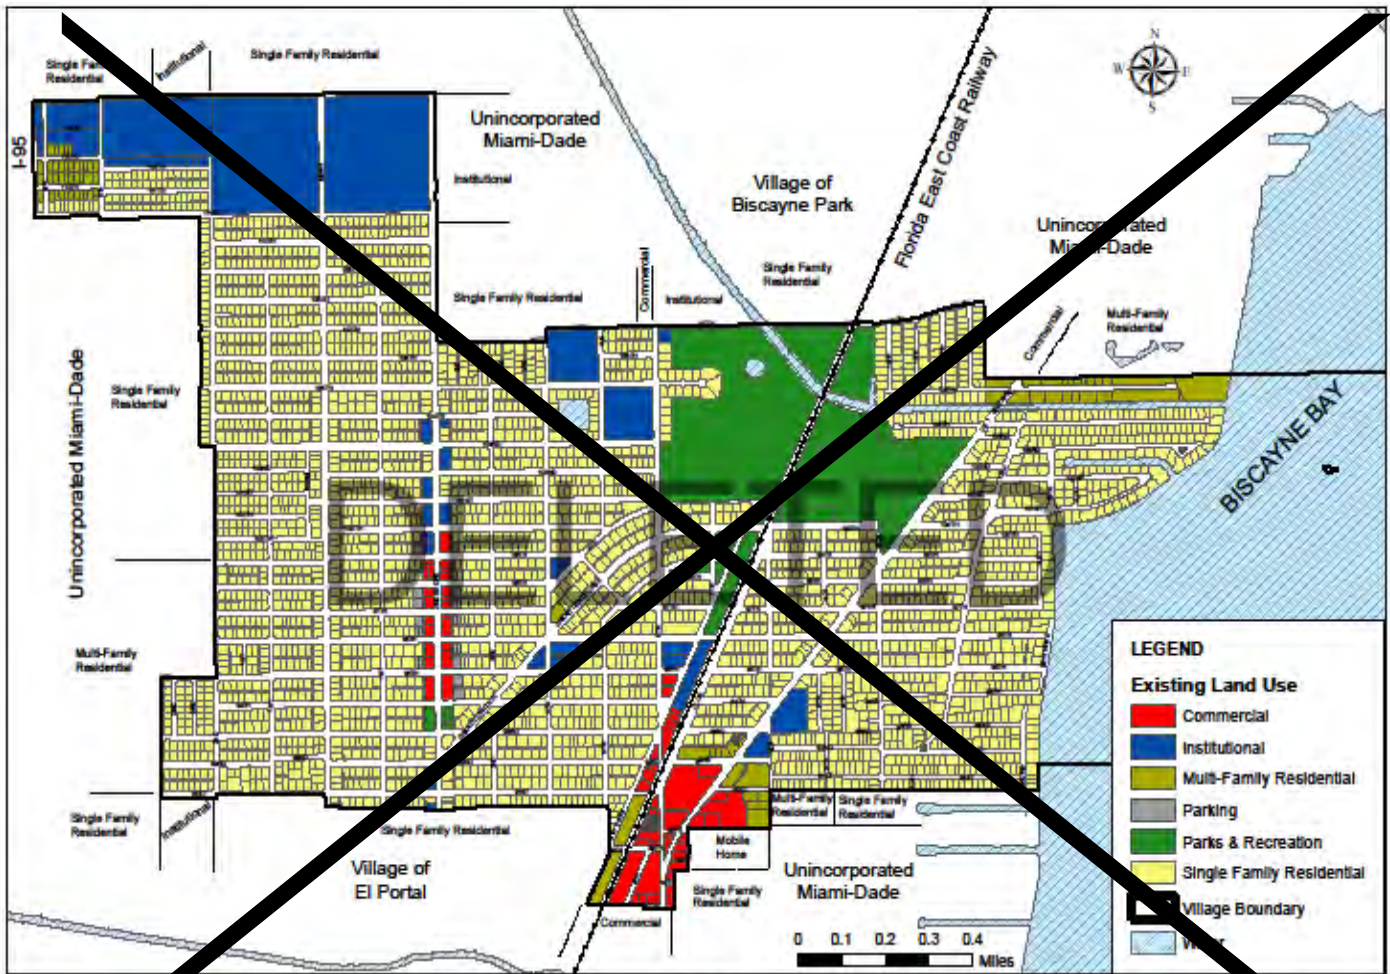 Single Family Residential
Institutional
Single Family
Residential
N
W
E
S
I-95
Unincorporated
Miami-Dade
Institutional
Florida East Coast Railway
Village of
Biscayne Park
Unincorporated
Miami-Dade
Single Family
Residential
Commercial
Institutional
Single Family Residential
Commercial
Multi-Family
Residential
Unincorporated Miami-Dade
Single Family
Residential
BISCAYNE BAY
DELETED
Multi-Family
Residential
Single Family
Residential
Institutional
Single Family Residential
Village of
El Portal
Multi-Family
Residential
Single Family
Residential
Mobile
Home
Single Family
Residential
Unincorporated
Miami-Dade
Commercial
0 0.1 0.2 0.3 0.4
Miles
LEGEND
Existing Land Use
Commercial
Institutional
Multi-Family Residential
Parking
Parks & Recreation
Single Family Residential
Village Boundary
Water